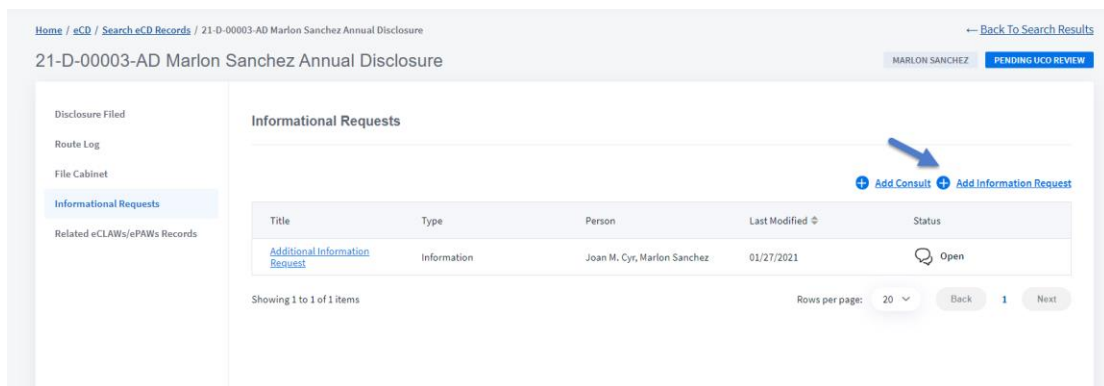 Home / eCD / Search eCD Records / 21-D-00003-AD Marlon Sanchez Annual Disclosure
← Back To Search Results
21-D-00003-AD Marlon Sanchez Annual Disclosure
MARLON SANCHEZ
PENDING UCO REVIEW
Disclosure Filed
Route Log
File Cabinet
Informational Requests
Related eCLAWs/ePAWs Records
Informational Requests
Add Consult Add Information Request
Title Type Person Last Modified Status
Additional Information
Request
Information Joan M. Cyr, Marlon Sanchez 01/27/2021 Open
Showing 1 to 1 of 1 items
Rows per page: 20 Back 1 Next